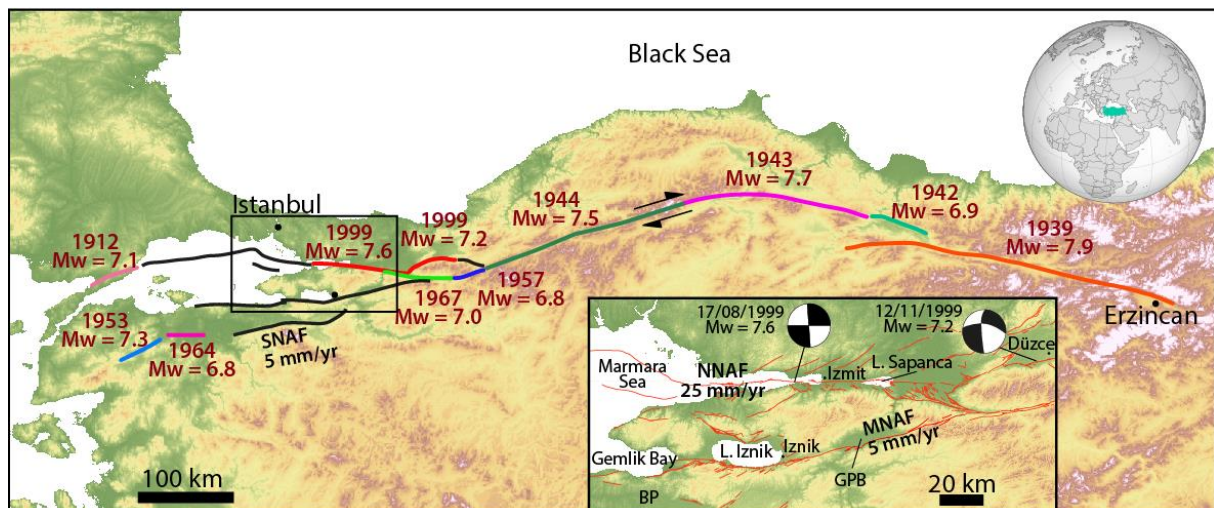 Black Sea
1943
Mw = 7.7
1942
Mw = 6.9
1944
Mw = 7.5
Istanbul
1939
Mw = 7.9
1999
Mw = 7.2
1999
Mw = 7.6
1912
Mw = 7.1
1957
Mw = 6.8
1967
Mw = 7.0
Erzincan
1953
Mw = 7.3
1964
Mw = 6.8
SNAF
5 mm/yr
100 km
17/08/1999
Mw = 7.6
12/11/1999
Mw = 7.2
Düzce
Marmara
Sea
NNAF
25 mm/yr
Izmit
L. Sapanca
MNAF
5 mm/yr
Gemlik Bay
L. Iznik
Iznik
GPB
BP
20 km